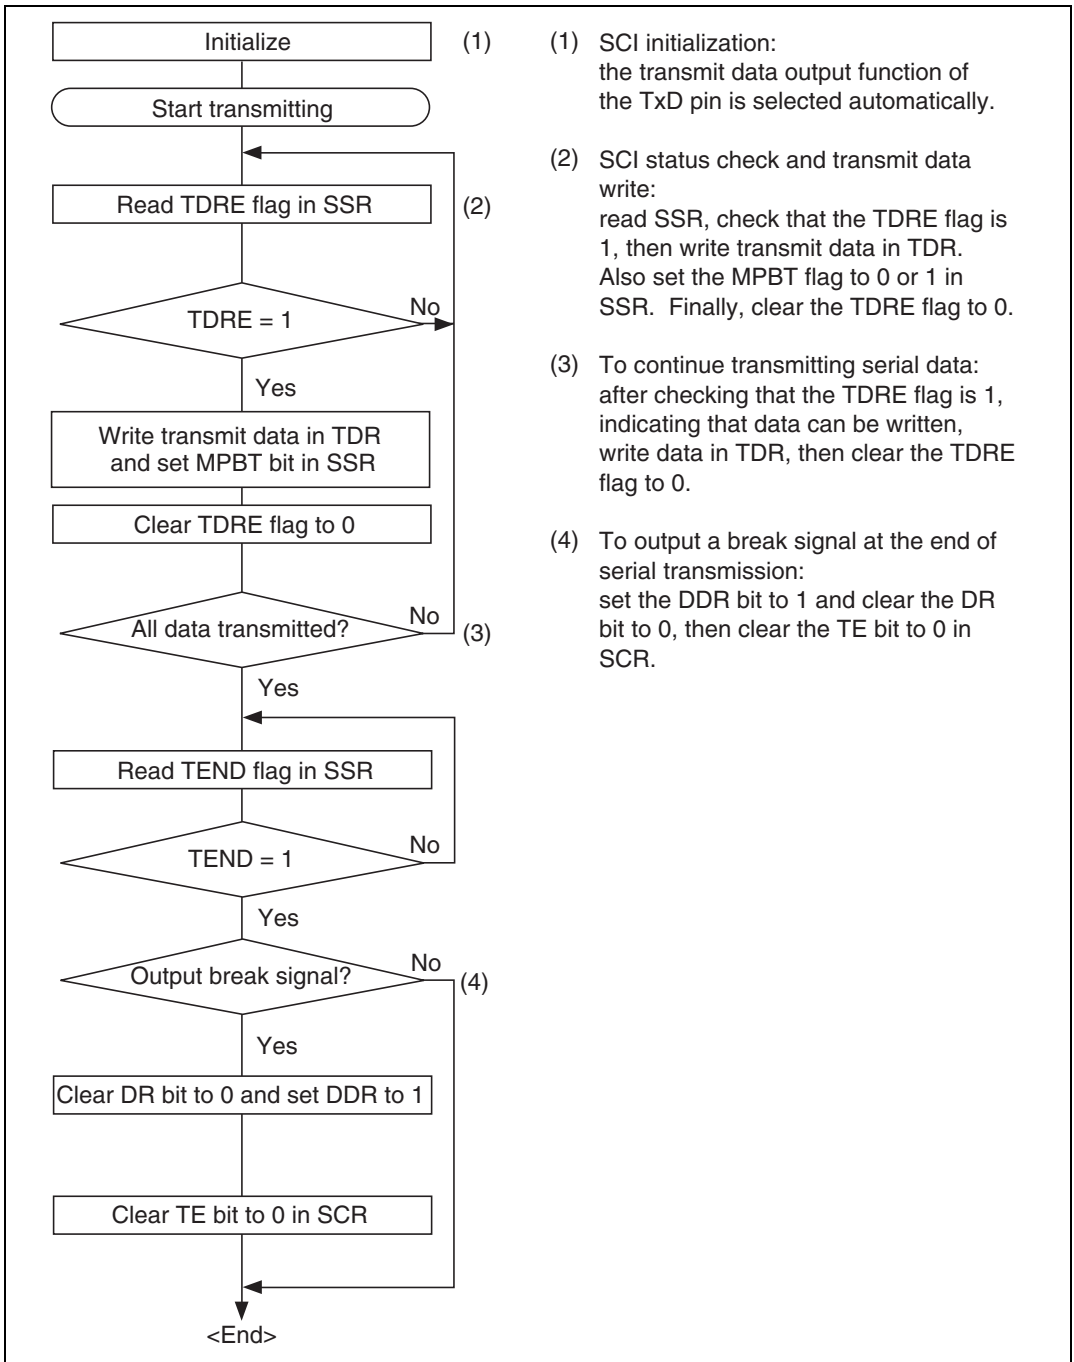 Initialize
(1)
Start transmitting
Read TDRE flag in SSR
(2)
TDRE = 1
No
Yes
Write transmit data in TDR
and set MPBT bit in SSR
Clear TDRE flag to 0
All data transmitted?
No
(3)
Yes
Read TEND flag in SSR
TEND = 1
No
Yes
Output break signal?
No
(4)
Yes
Clear DR bit to 0 and set DDR to 1
Clear TE bit to 0 in SCR
<End>
(1) SCI initialization:
the transmit data output function of
the TxD pin is selected automatically.
(2) SCI status check and transmit data
write:
read SSR, check that the TDRE flag is
1, then write transmit data in TDR.
Also set the MPBT flag to 0 or 1 in
SSR. Finally, clear the TDRE flag to 0.
(3) To continue transmitting serial data:
after checking that the TDRE flag is 1,
indicating that data can be written,
write data in TDR, then clear the TDRE
flag to 0.
(4) To output a break signal at the end of
serial transmission:
set the DDR bit to 1 and clear the DR
bit to 0, then clear the TE bit to 0 in
SCR.